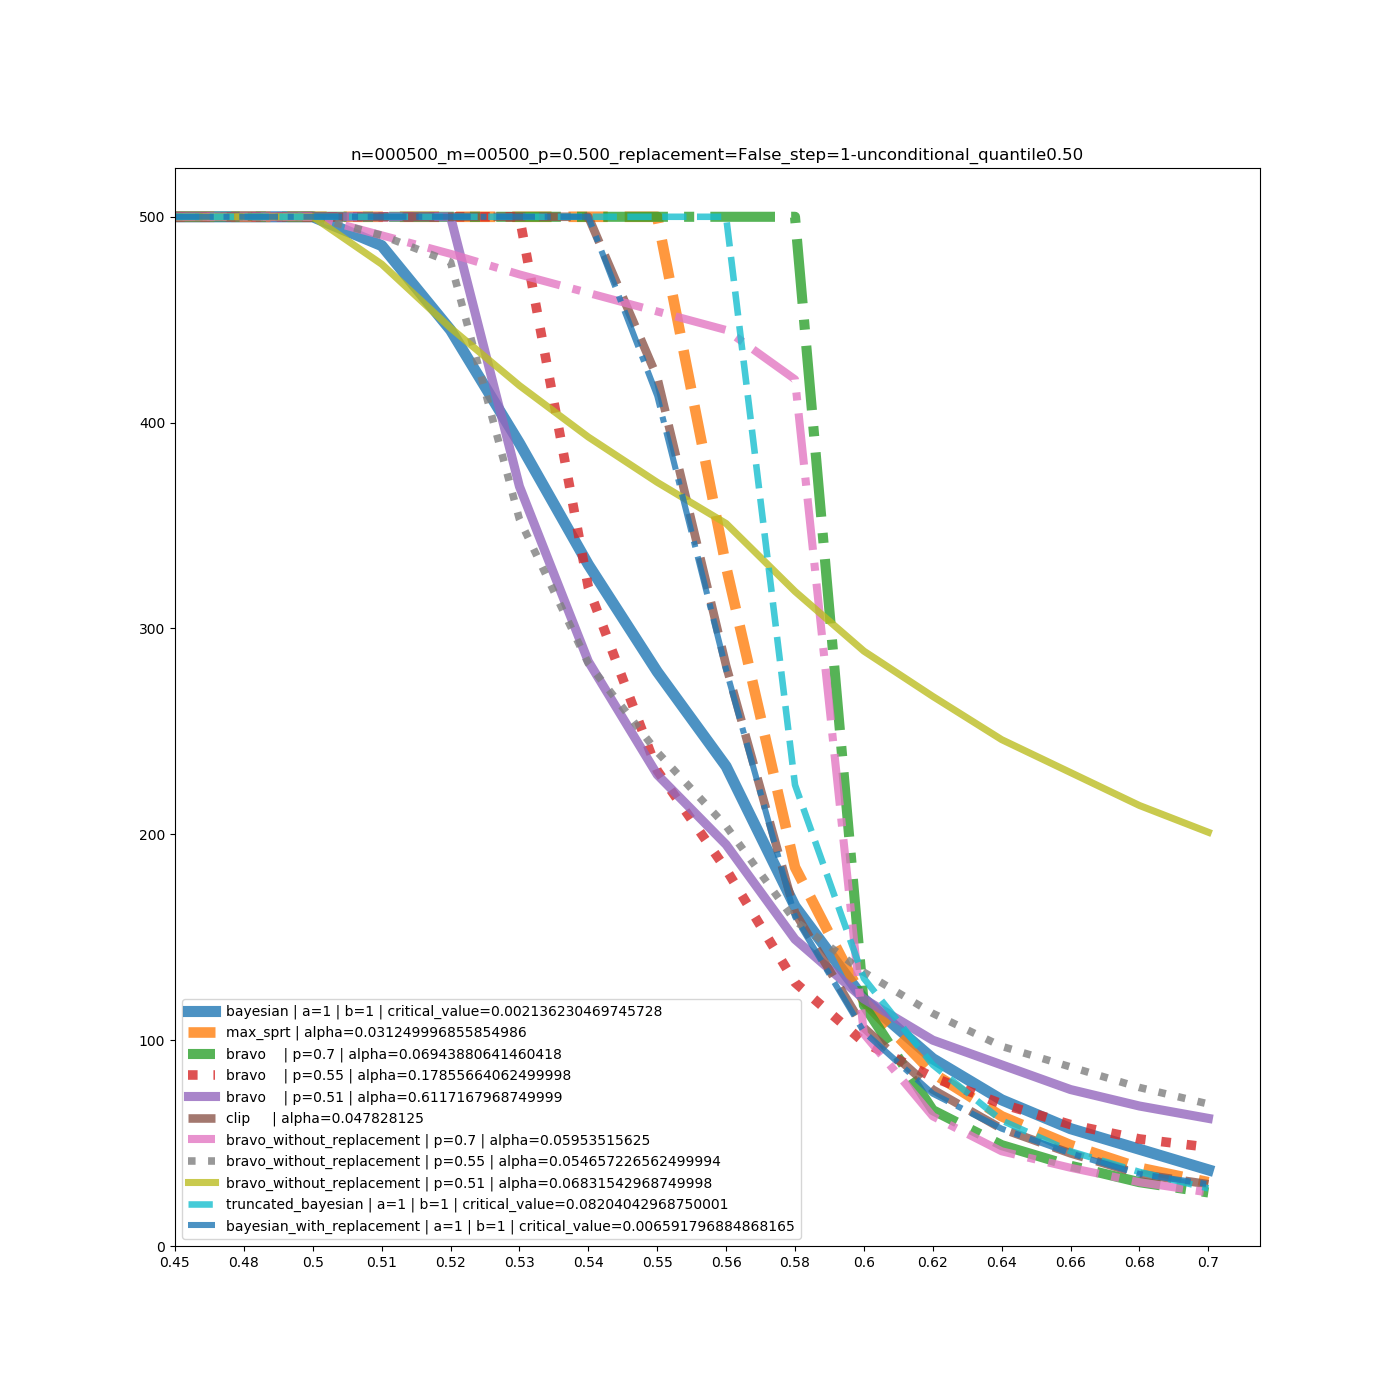 n=000500_m=00500_p=0.500_replacement=False_step=1-unconditional_quantile0.50
500
400
300
200
100
0
bayesian | a=1 | b=1 | critical_value=0.002136230469745728
max_sprt | alpha=0.031249996855854986
bravo    | p=0.7 | alpha=0.06943880641460418
bravo    | p=0.55 | alpha=0.17855664062499998
bravo    | p=0.51 | alpha=0.6117167968749999
clip     | alpha=0.047828125
bravo_without_replacement | p=0.7 | alpha=0.05953515625
bravo_without_replacement | p=0.55 | alpha=0.054657226562499994
bravo_without_replacement | p=0.51 | alpha=0.06831542968749998
truncated_bayesian | a=1 | b=1 | critical_value=0.08204042968750001
bayesian_with_replacement | a=1 | b=1 | critical_value=0.006591796884868165
0.45 0.48 0.5 0.51 0.52 0.53 0.54 0.55 0.56 0.58 0.6 0.62 0.64 0.66 0.68 0.7